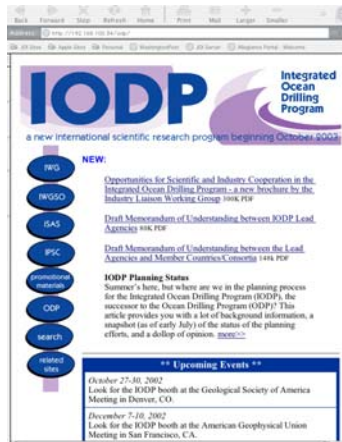 Back Forward Stop Refresh Home Print Mail Larger Smaller
Address:
IODP
Integrated
Ocean
Drilling
Program
a new international scientific research program beginning October 2003
IWG
IWGSO
iSAS
IPSC
promotional
materials
ODP
search
related
sites
NEW:
Opportunities for Scientific and Industry Cooperation in the
Integrated Ocean Drilling Program - a new brochure by the
Industry Liaison Working Group 300K PDF
Draft Memorandum of Understanding between IODP Lead
Agencies 88K PDF
Draft Memorandum of Understanding between the Lead
Agencies and Member Countries/Consortia 148k PDF
IODP Planning Status
Summer's here, but where are we in the planning process
for the Integrated Ocean Drilling Program (IODP), the
successor to the Ocean Drilling Program (ODP)? This
article provides you with a lot of background information, a
snapshot (as of early July) of the status of the planning
efforts, and a dollop of opinion. more>>
** Upcoming Events **
October 27-30, 2002
Look for the IODP booth at the Geological Society of America
Meeting in Denver, CO.
December 7-10, 2002
Look for the IODP booth at the American Geophysical Union
Meeting in San Francisco, CA.